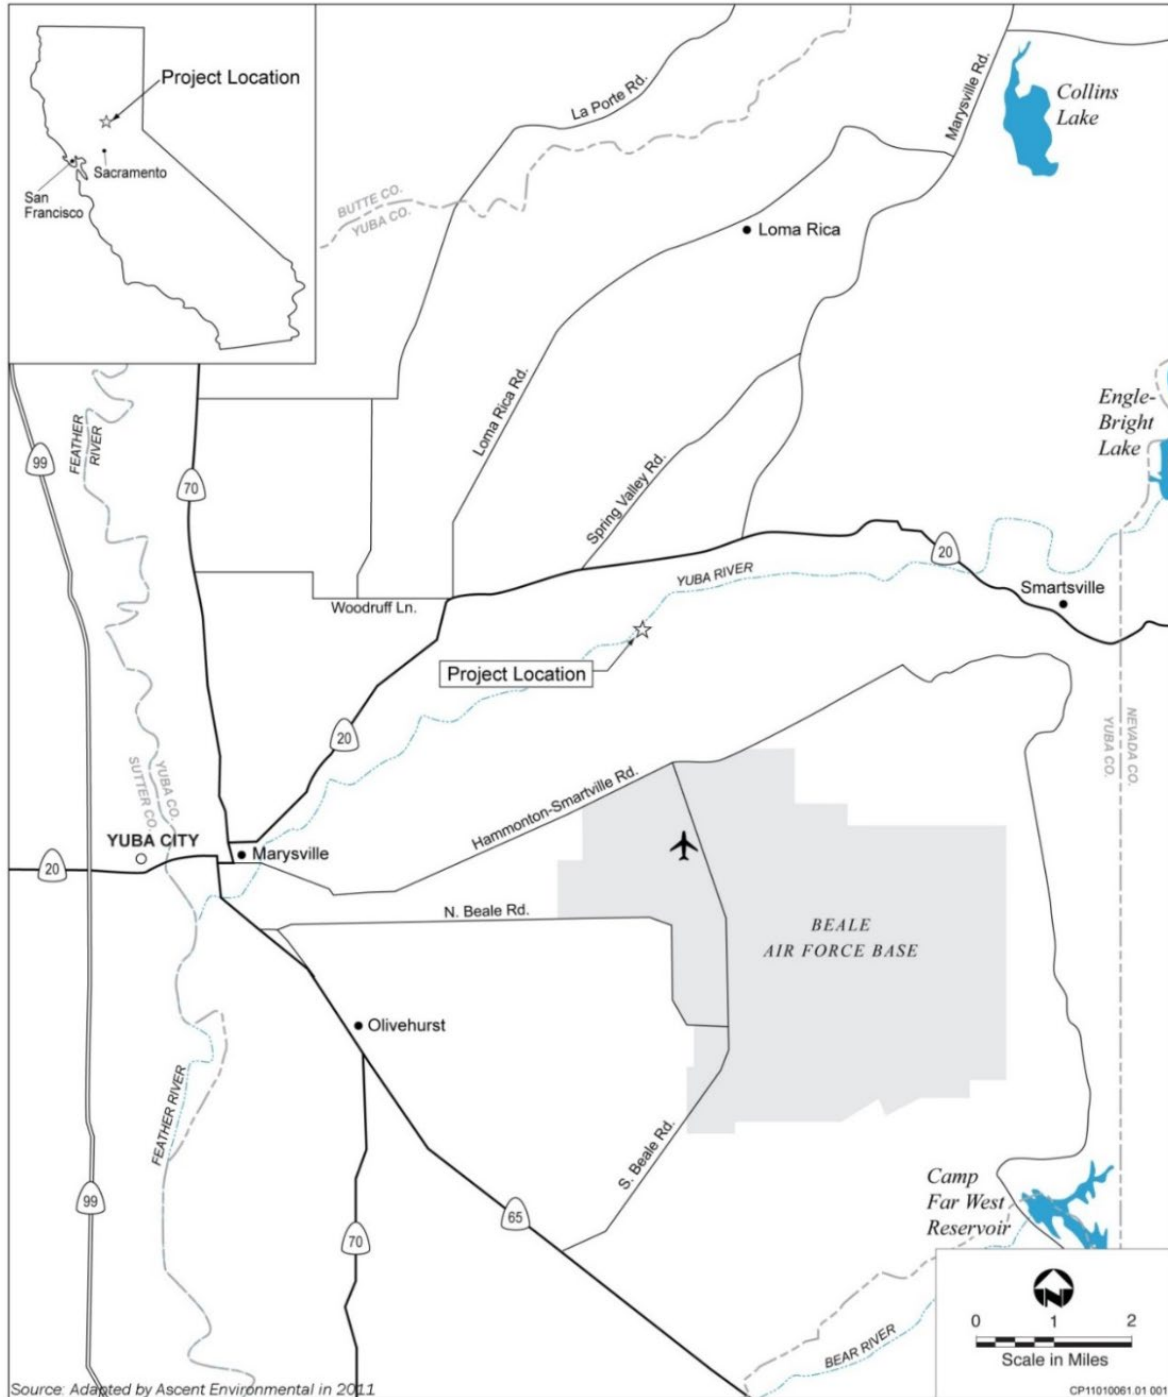 Project Location
Sacramento
San
Francisco
La Porte Rd.
Marysville Rd.
Collins
Lake
BUTTE CO.
YUBA CO.
Loma Rica
Loma Rica Rd.
Engle-
Bright
Lake
FEATHER
RIVER
99
70
Spring Valley Rd.
20
YUBA RIVER
Smartsville
Woodruff Ln.
Project Location
NEVADA CO.
YUBA CO.
20
YUBA CO.
SUTTER CO.
Hammonton-Smartville Rd.
YUBA CITY
Marysville
20
N. Beale Rd.
BEALE
AIR FORCE BASE
Olivehurst
FEATHER RIVER
S. Beale Rd.
Camp
Far West
Reservoir
99
65
70
N
0 1 2
Scale in Miles
BEAR RIVER
Source: Adapted by Ascent Environmental in 2011
CP11010061.01 001